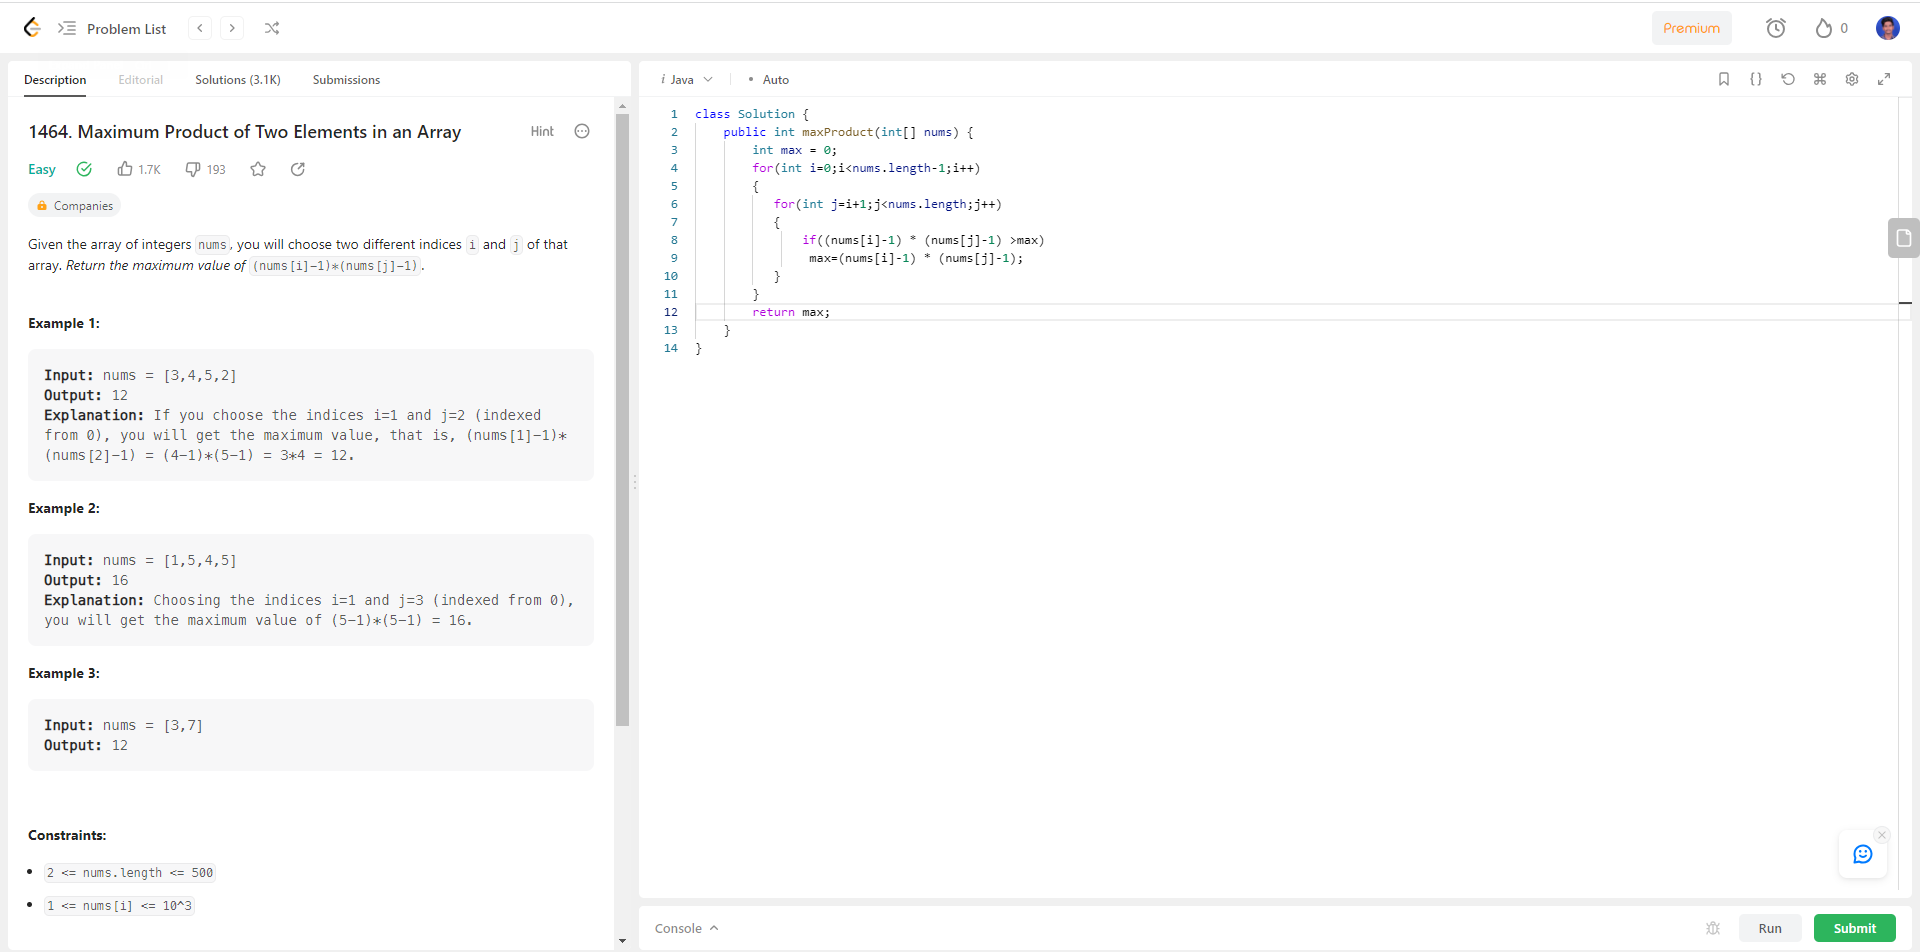 Problem List
Premium
0
Description Editorial Solutions (3.1K) Submissions
1464. Maximum Product of Two Elements in an Array
Hint
Easy 1.7K 193
Companies
Given the array of integers nums, you will choose two different indices i and j of that
array. Return the maximum value of (nums[i]-1)*(nums[j]-1).
Example 1:
Input: nums = [3,4,5,2]
Output: 12
Explanation: If you choose the indices i=1 and j=2 (indexed
from 0), you will get the maximum value, that is, (nums[1]-1)*
(nums[2]-1) = (4-1)*(5-1) = 3*4 = 12.
Example 2:
Input: nums = [1,5,4,5]
Output: 16
Explanation: Choosing the indices i=1 and j=3 (indexed from 0),
you will get the maximum value of (5-1)*(5-1) = 16.
Example 3:
Input: nums = [3,7]
Output: 12
Constraints:
• 2 <= nums.length <= 500
• 1 <= nums[i] <= 10^3
i Java • Auto
1 class Solution {
2 public int maxProduct(int[] nums) {
3 int max = 0;
4 for(int i=0;i<nums.length-1;i++)
5 {
6 for(int j=i+1;j<nums.length;j++)
7 {
8 if((nums[i]-1) * (nums[j]-1) >max)
9 max=(nums[i]-1) * (nums[j]-1);
10 }
11 }
12 return max;
13 }
14 }
Console
Run
Submit